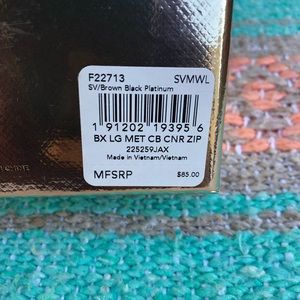 F22713 SVMWL
SV/Brown Black Platinum
1 91202 19395 6
BX LG MET CB CNR ZIP
225259JAX
Made in Vietnam/Vietnam
MFSRP $85.00